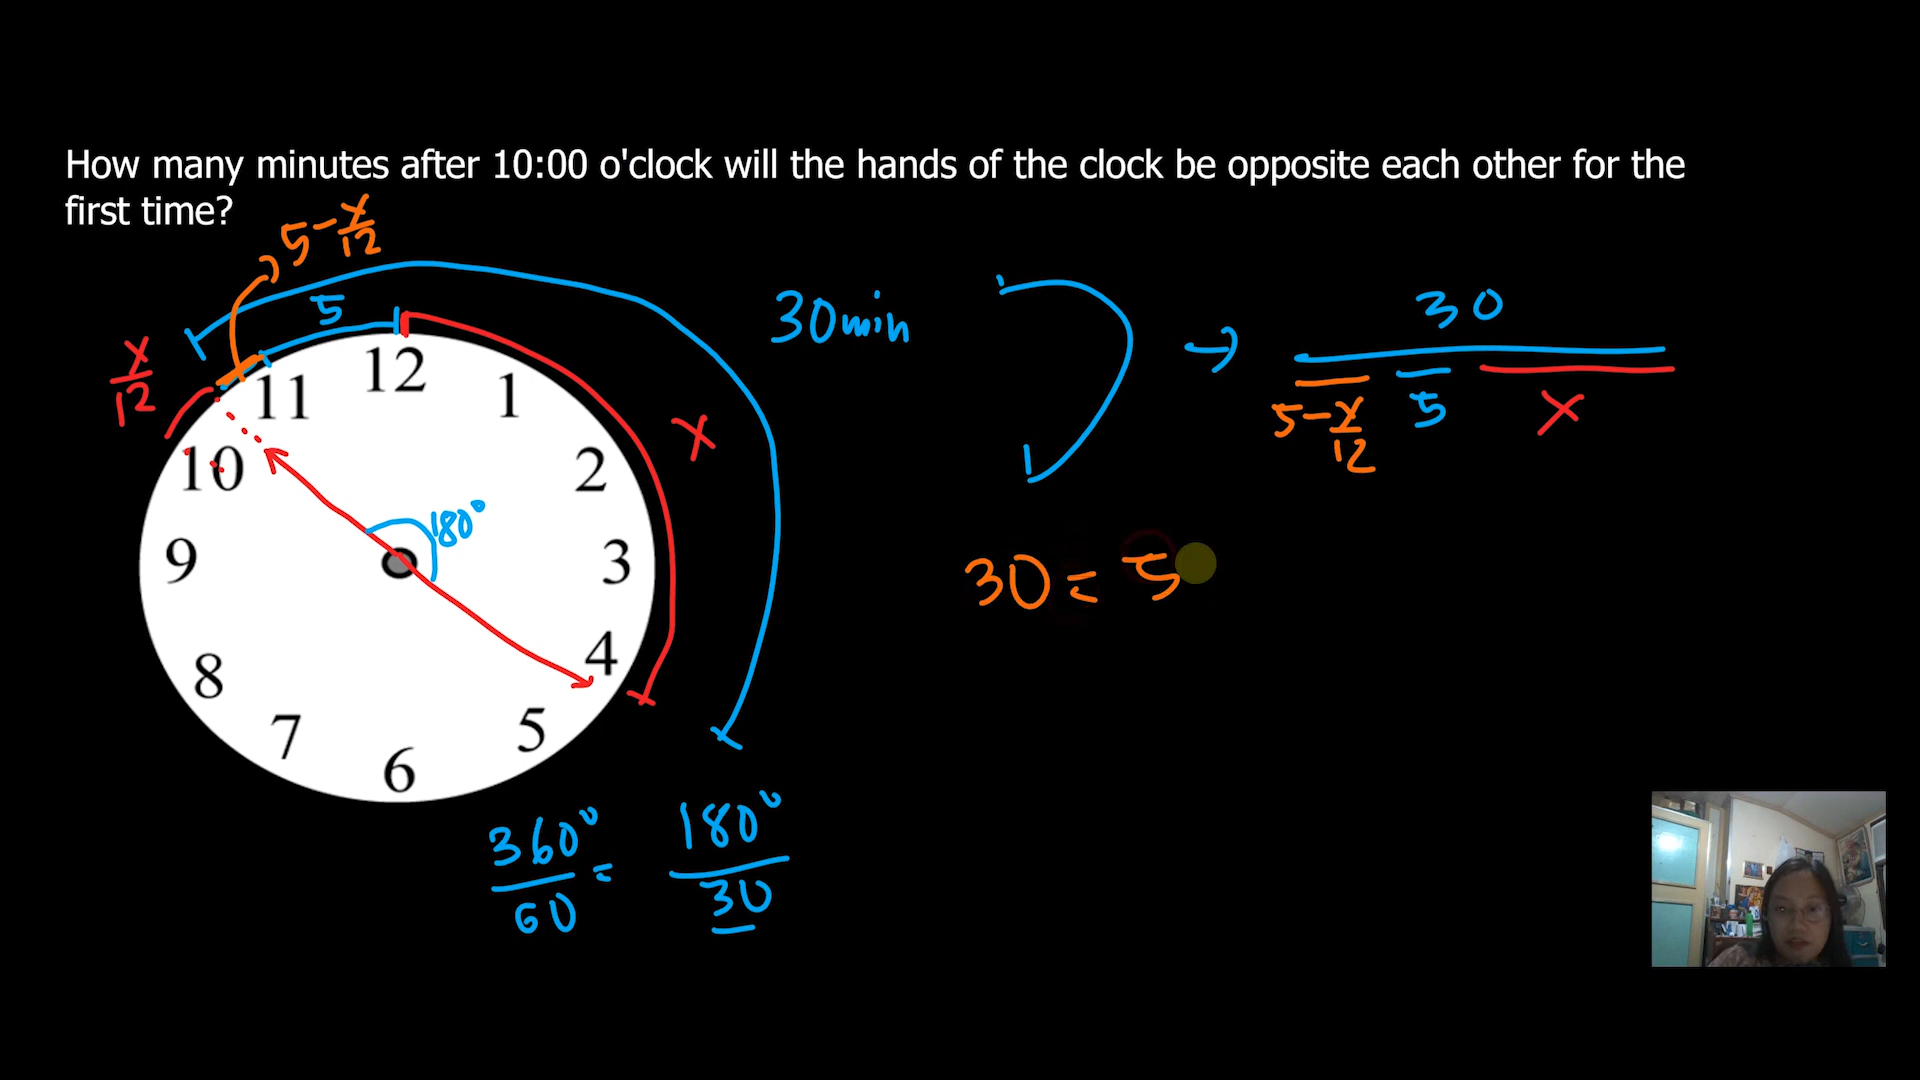 How many minutes after 10:00 o'clock will the hands of the clock be opposite each other for the
first time?
5-x/12
5
x/12
12
11
1
10
2
9
3
8
4
7
5
6
x
180°
30min
30
5-x/12
5
x
30=5
360°/60 = 180°/30